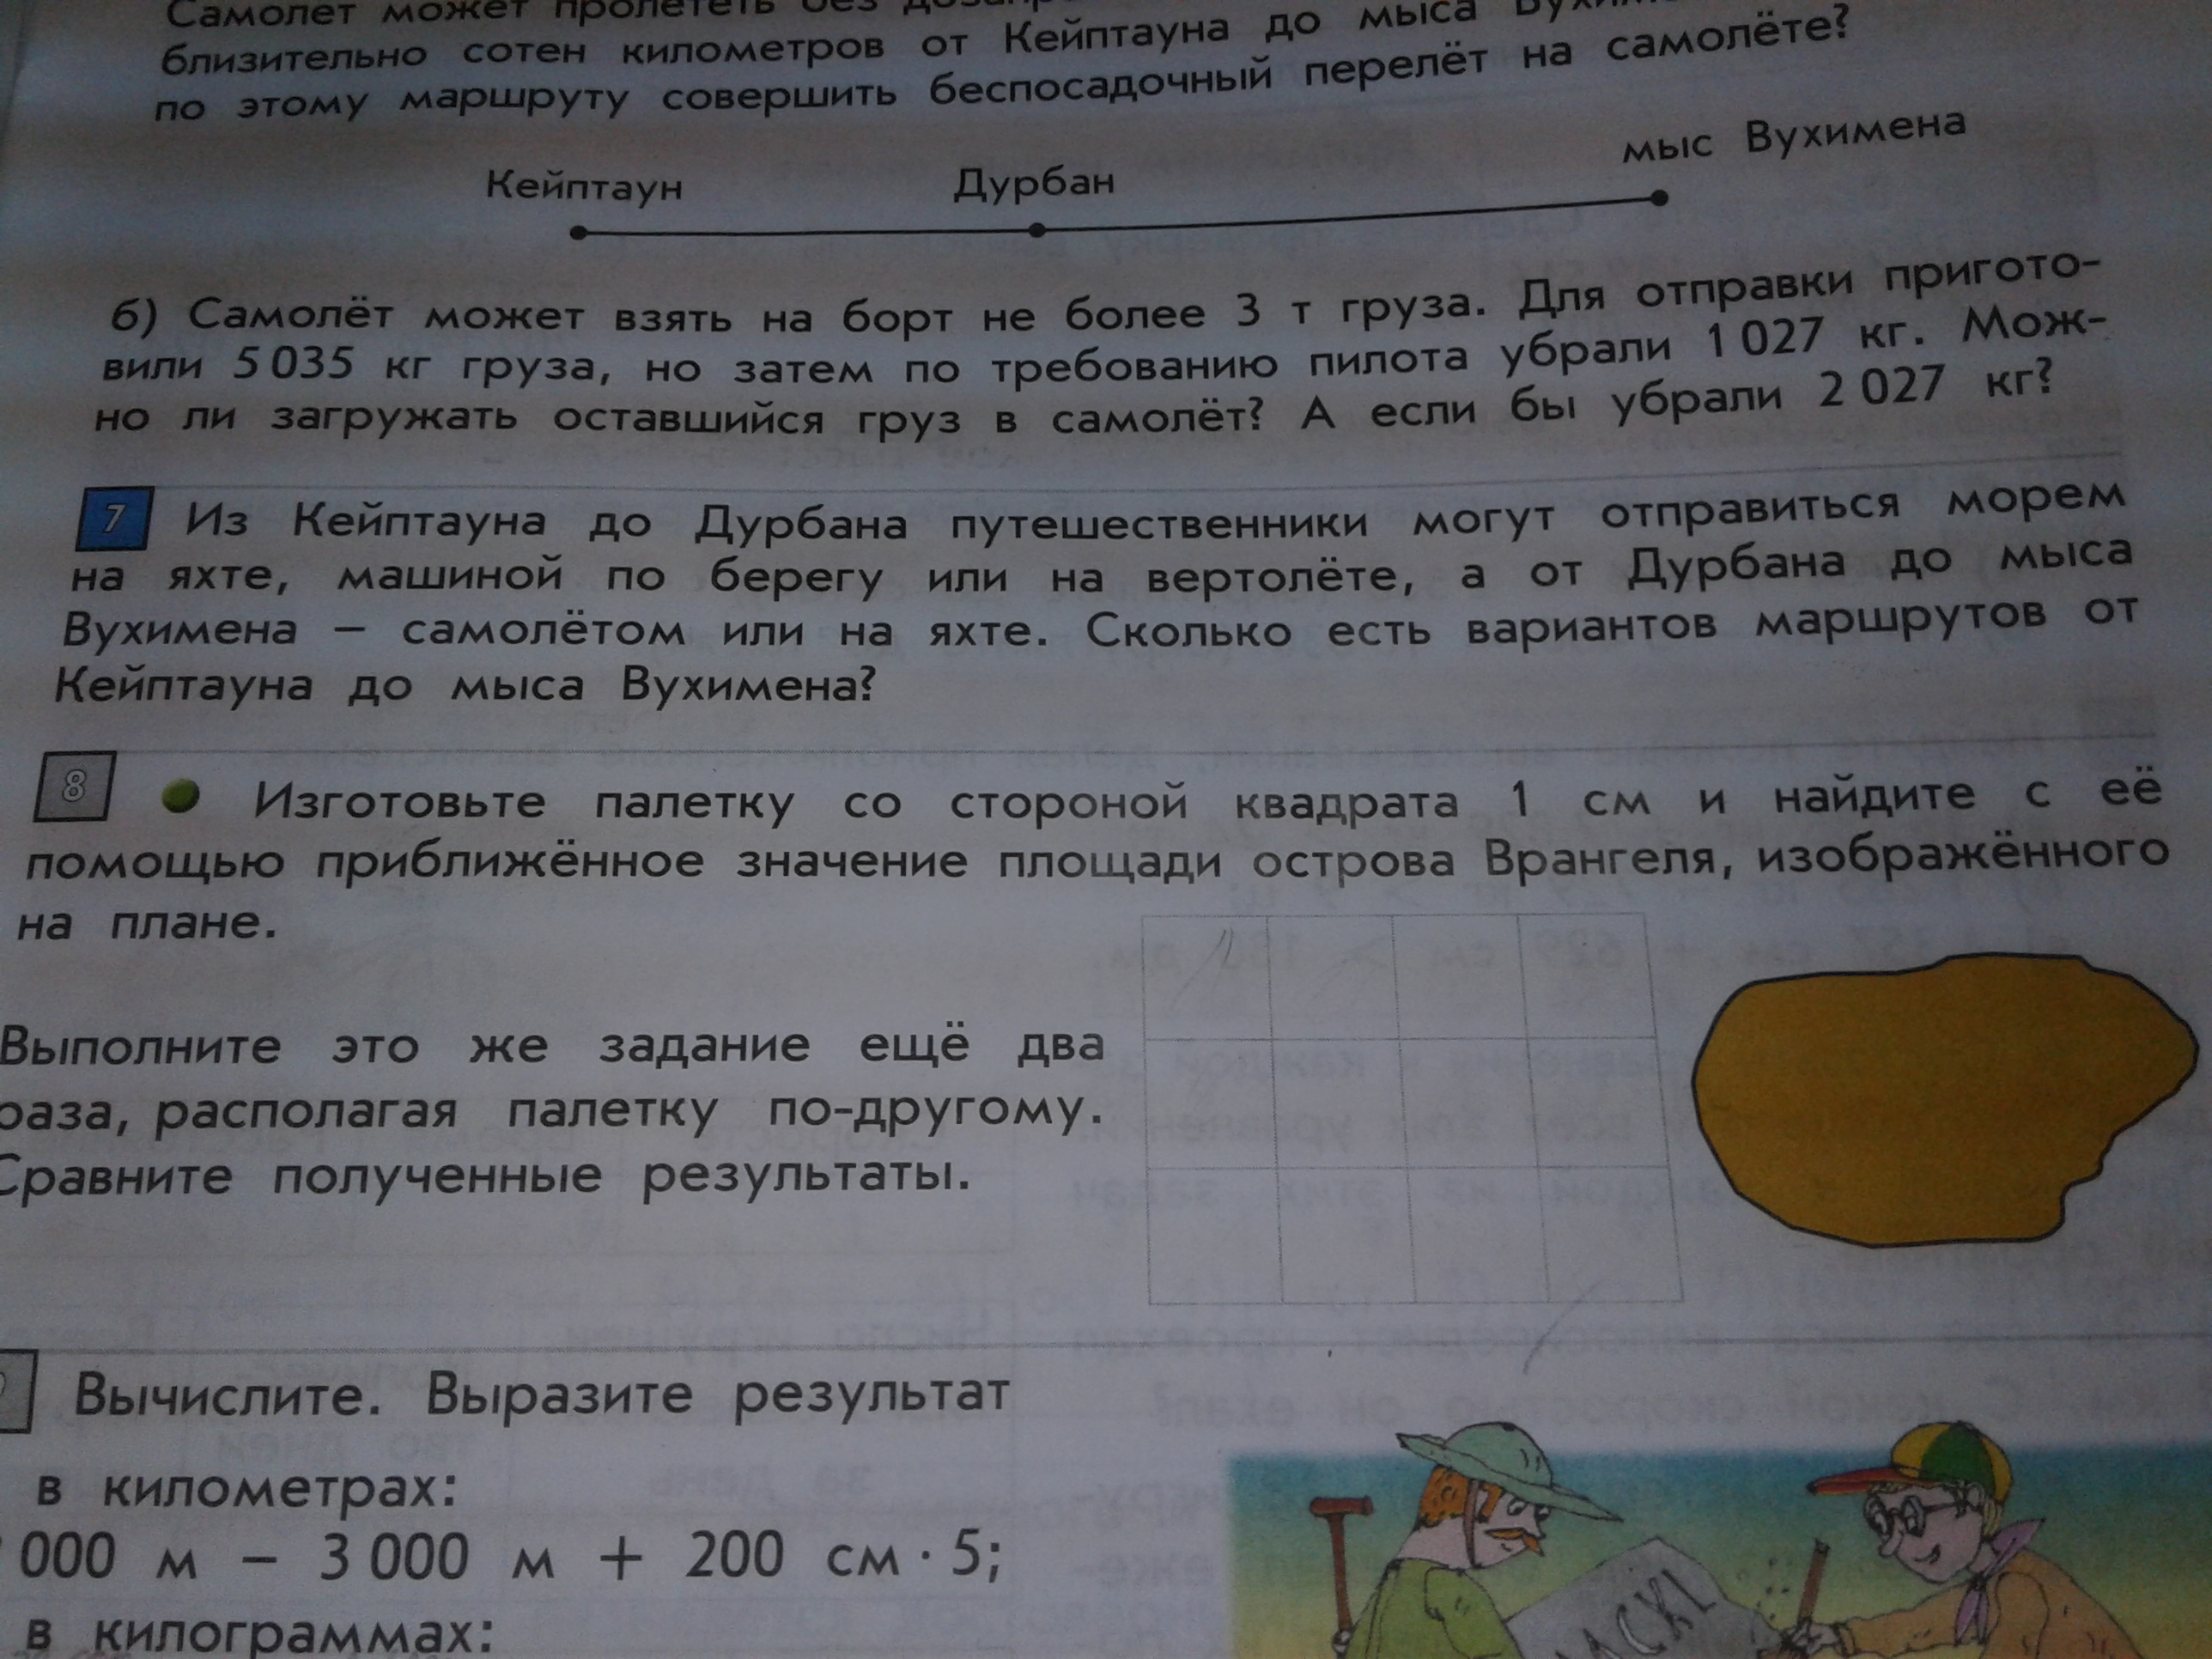 Самолёт может пролететь без
близительно сотен километров от Кейптауна до мыса
по этому маршруту совершить беспосадочный перелёт на самолёте?
мыс Вухимена
Кейптаун Дурбан
б) Самолёт может взять на борт не более 3 т груза. Для отправки пригото-
вили 5 035 кг груза, но затем по требованию пилота убрали 1 027 кг. Мож-
но ли загружать оставшийся груз в самолёт? А если бы убрали 2 027 кг?
7 Из Кейптауна до Дурбана путешественники могут отправиться морем
на яхте, машиной по берегу или на вертолёте, а от Дурбана до мыса
Вухимена – самолётом или на яхте. Сколько есть вариантов маршрутов от
Кейптауна до мыса Вухимена?
8 Изготовьте палетку со стороной квадрата 1 см и найдите с её
помощью приближённое значение площади острова Врангеля, изображённого
на плане.
Выполните это же задание ещё два
раза, располагая палетку по-другому.
Сравните полученные результаты.
Вычислите. Выразите результат
в километрах:
000 м – 3 000 м + 200 см · 5;
в килограммах: